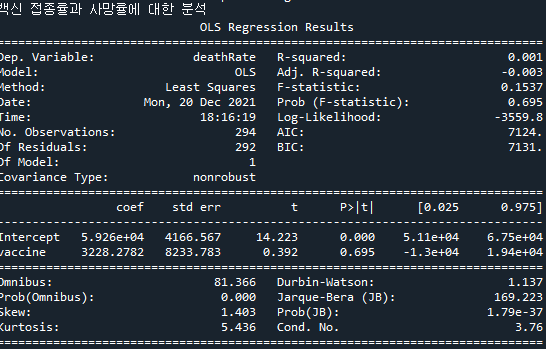 백신 접종률과 사망률에 대한 분석
OLS Regression Results
==============================================================================
Dep. Variable: deathRate R-squared: 0.001
Model: OLS Adj. R-squared: -0.003
Method: Least Squares F-statistic: 0.1537
Date: Mon, 20 Dec 2021 Prob (F-statistic): 0.695
Time: 18:16:19 Log-Likelihood: -3559.8
No. Observations: 294 AIC: 7124.
Df Residuals: 292 BIC: 7131.
Df Model: 1
Covariance Type: nonrobust
==============================================================================
coef std err t P>|t| [0.025 0.975]
------------------------------------------------------------------------------
Intercept 5.926e+04 4166.567 14.223 0.000 5.11e+04 6.75e+04
vaccine 3228.2782 8233.783 0.392 0.695 -1.3e+04 1.94e+04
==============================================================================
Omnibus: 81.366 Durbin-Watson: 1.137
Prob(Omnibus): 0.000 Jarque-Bera (JB): 169.223
Skew: 1.403 Prob(JB): 1.79e-37
Kurtosis: 5.436 Cond. No. 3.76
==============================================================================